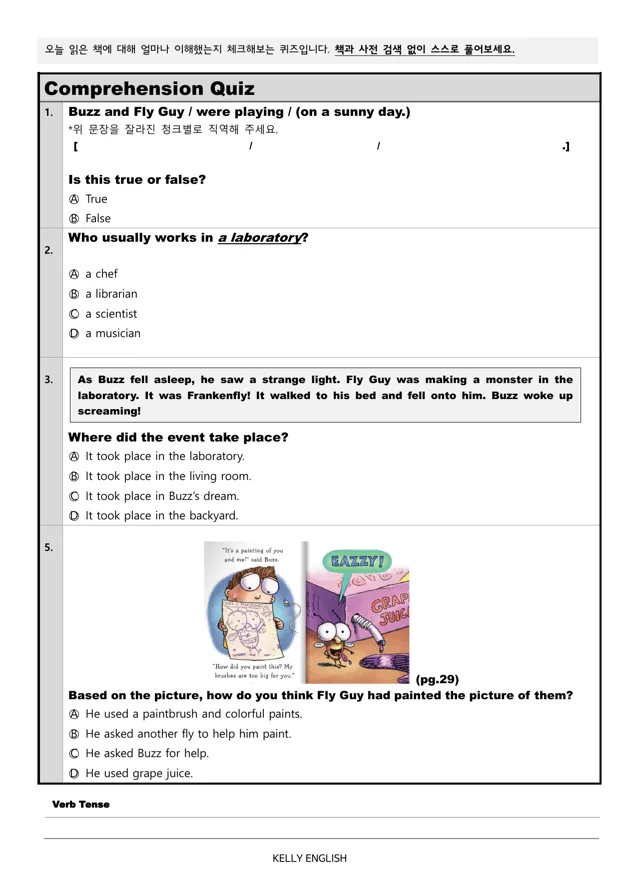 오늘 읽은 책에 대해 얼마나 이해했는지 체크해보는 퀴즈입니다. 책과 사전 검색 없이 스스로 풀어보세요.
Comprehension Quiz
1. Buzz and Fly Guy / were playing / (on a sunny day.)
*위 문장을 잘라진 청크별로 직역해 주세요.
[ / / .]
Is this true or false?
Ⓐ True
Ⓑ False
2. Who usually works in a laboratory?
Ⓐ a chef
Ⓑ a librarian
Ⓒ a scientist
Ⓓ a musician
3. As Buzz fell asleep, he saw a strange light. Fly Guy was making a monster in the
laboratory. It was Frankenfly! It walked to his bed and fell onto him. Buzz woke up
screaming!
Where did the event take place?
Ⓐ It took place in the laboratory.
Ⓑ It took place in the living room.
Ⓒ It took place in Buzz’s dream.
Ⓓ It took place in the backyard.
5.
"It's a painting of you
and me!" said Buzz.
"How did you paint this? My
brushes are too big for you."
EAZZY!
GRAPE
JUICE
(pg.29)
Based on the picture, how do you think Fly Guy had painted the picture of them?
Ⓐ He used a paintbrush and colorful paints.
Ⓑ He asked another fly to help him paint.
Ⓒ He asked Buzz for help.
Ⓓ He used grape juice.
Verb Tense
KELLY ENGLISH